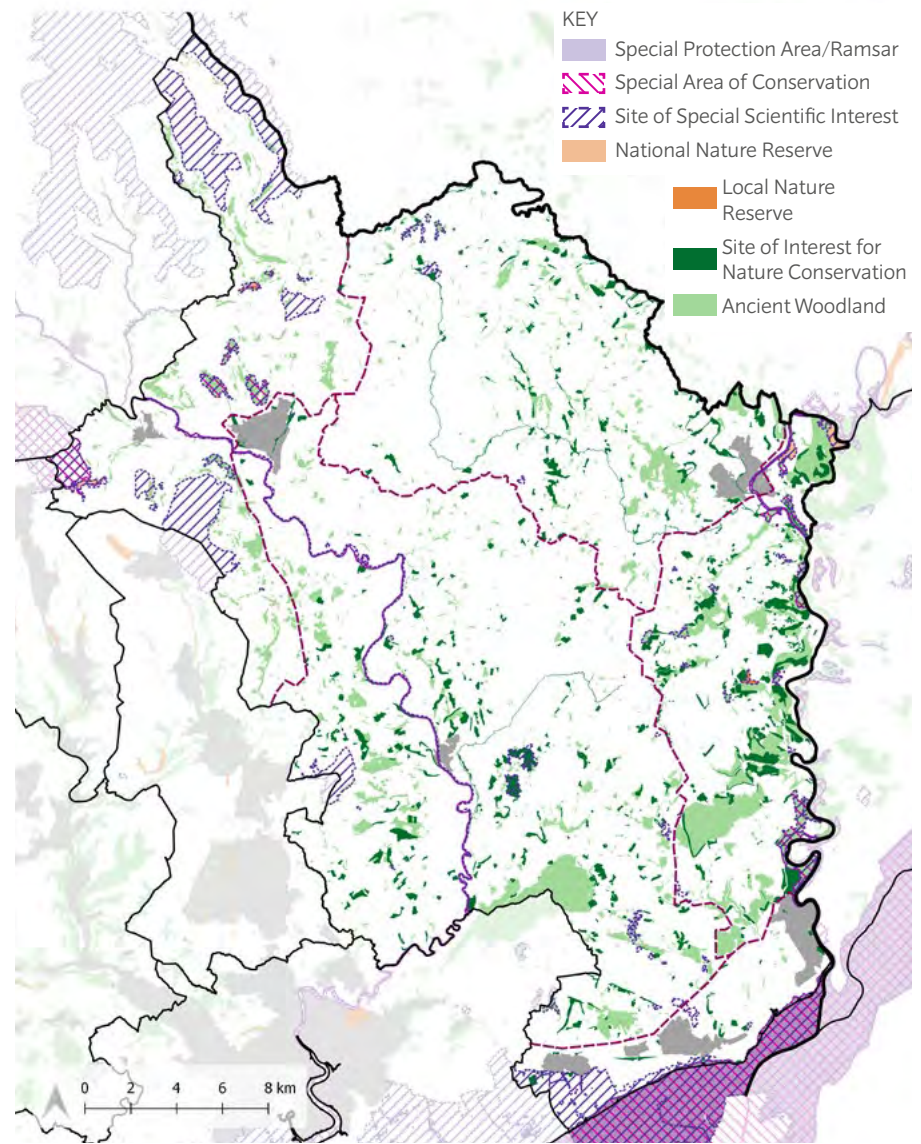 KEY
Special Protection Area/Ramsar
Special Area of Conservation
Site of Special Scientific Interest
National Nature Reserve
Local Nature
Reserve
Site of Interest for
Nature Conservation
Ancient Woodland
0 2 4 6 8 km